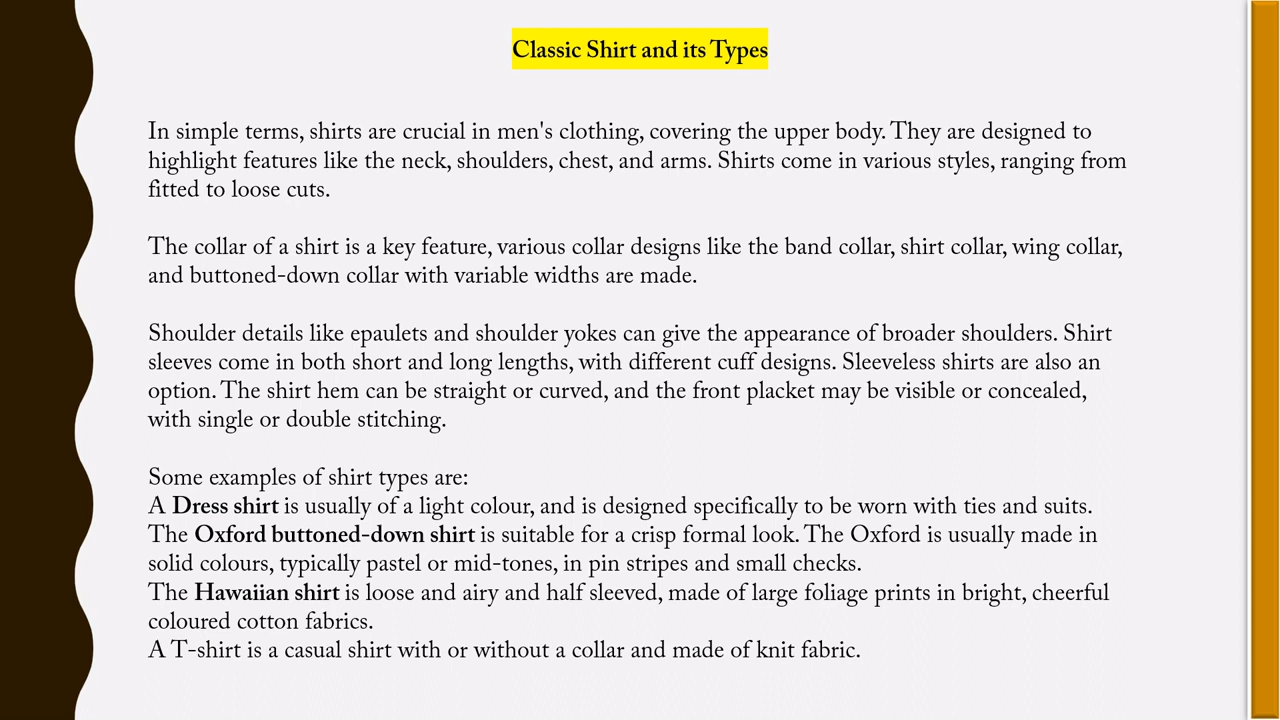 Classic Shirt and its Types
In simple terms, shirts are crucial in men's clothing, covering the upper body. They are designed to
highlight features like the neck, shoulders, chest, and arms. Shirts come in various styles, ranging from
fitted to loose cuts.
The collar of a shirt is a key feature, various collar designs like the band collar, shirt collar, wing collar,
and buttoned-down collar with variable widths are made.
Shoulder details like epaulets and shoulder yokes can give the appearance of broader shoulders. Shirt
sleeves come in both short and long lengths, with different cuff designs. Sleeveless shirts are also an
option. The shirt hem can be straight or curved, and the front placket may be visible or concealed,
with single or double stitching.
Some examples of shirt types are:
A Dress shirt is usually of a light colour, and is designed specifically to be worn with ties and suits.
The Oxford buttoned-down shirt is suitable for a crisp formal look. The Oxford is usually made in
solid colours, typically pastel or mid-tones, in pin stripes and small checks.
The Hawaiian shirt is loose and airy and half sleeved, made of large foliage prints in bright, cheerful
coloured cotton fabrics.
A T-shirt is a casual shirt with or without a collar and made of knit fabric.